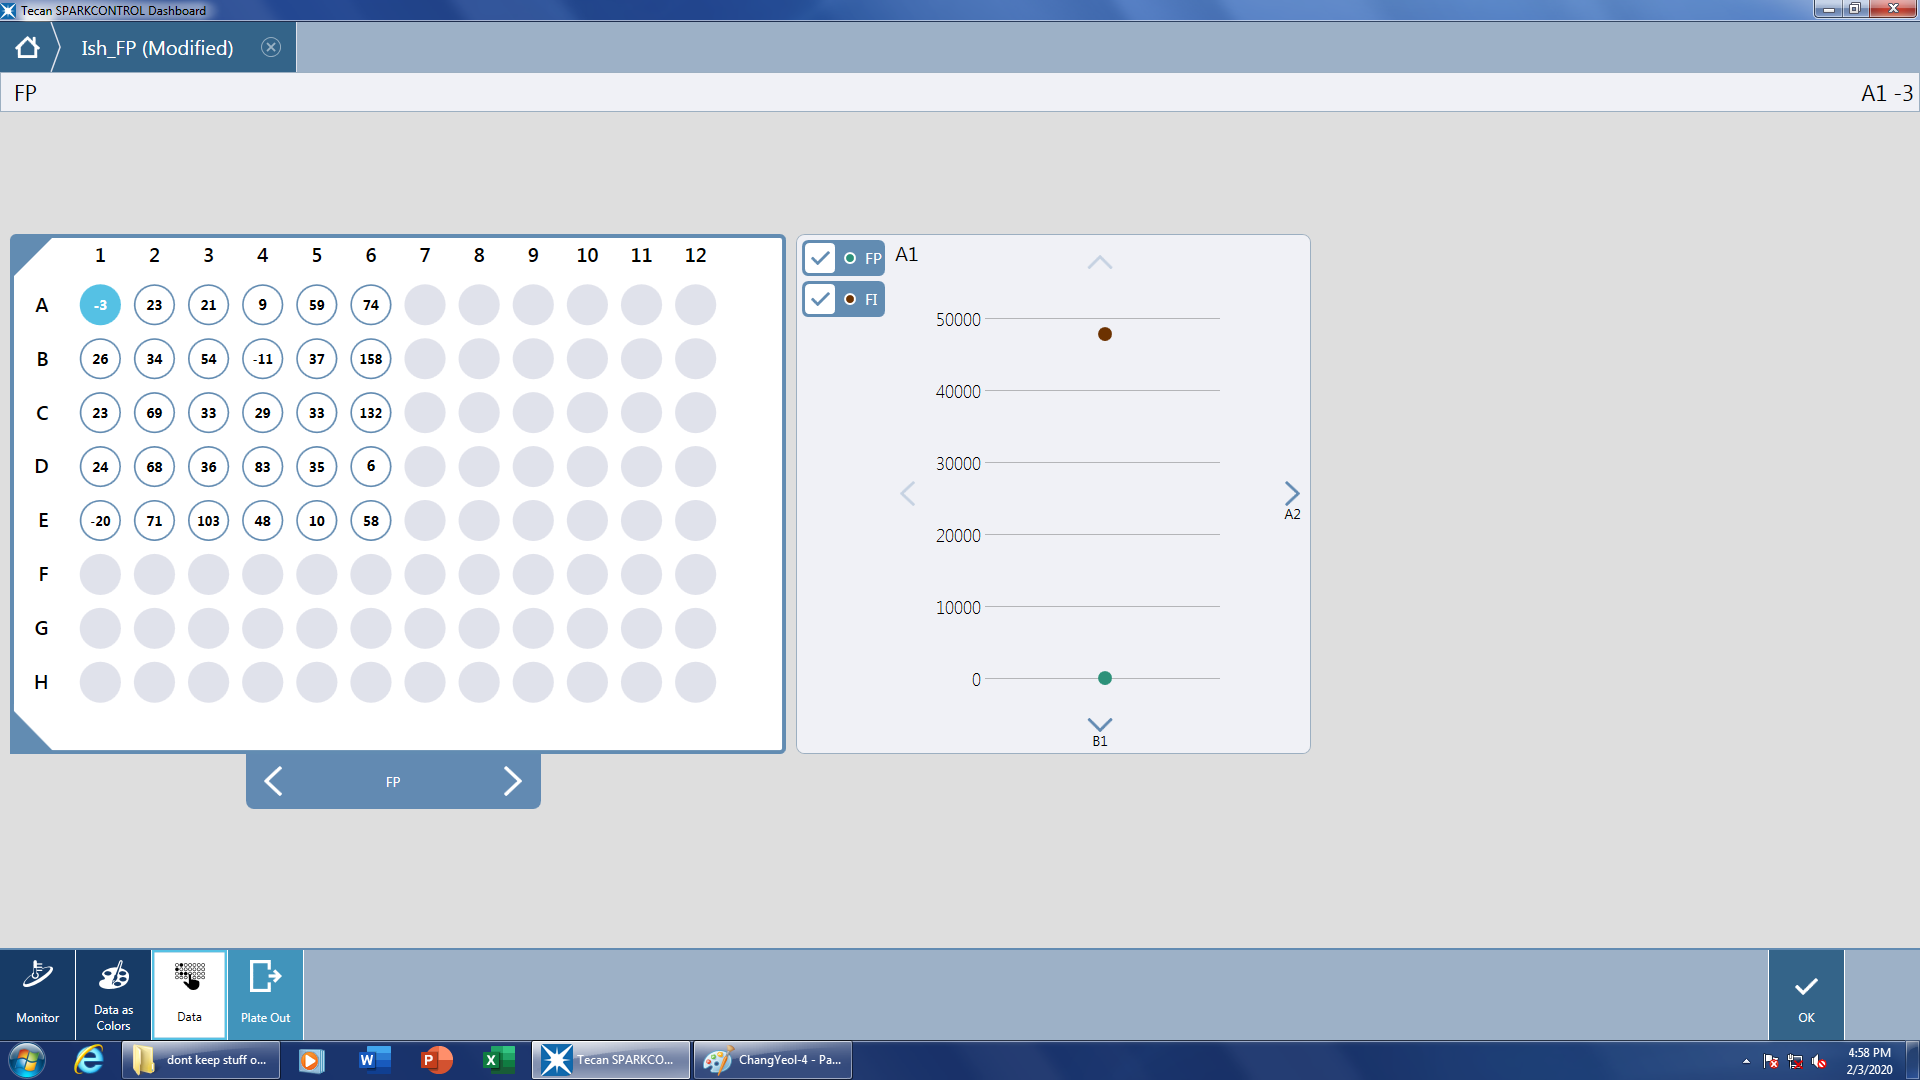 Tecan SPARKCONTROL Dashboard
Ish_FP (Modified)
FP
A1 -3
1 2 3 4 5 6 7 8 9 10 11 12
A -3 23 21 9 59 74
B 26 34 54 -11 37 158
C 23 69 33 29 33 132
D 24 68 36 83 35 6
E -20 71 103 48 10 58
F
G
H
FP
FP
FI
A1
50000
40000
30000
20000
10000
0
A2
B1
Monitor
Data as
Colors
Data
Plate Out
OK
dont keep stuff o...
Tecan SPARKCO...
ChangYeol-4 - Pa...
4:58 PM
2/3/2020